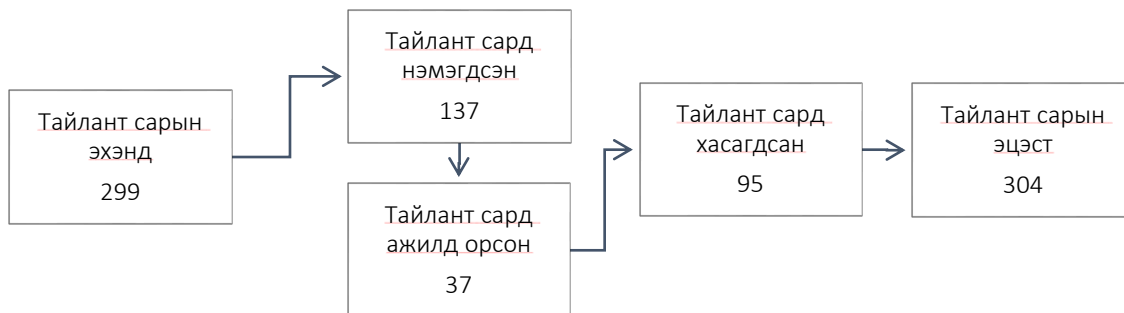 Тайлант сарын
эхэнд
299
Тайлант сард
нэмэгдсэн
137
Тайлант сард
ажилд орсон
37
Тайлант сард
хасагдсан
95
Тайлант сарын
эцэст
304